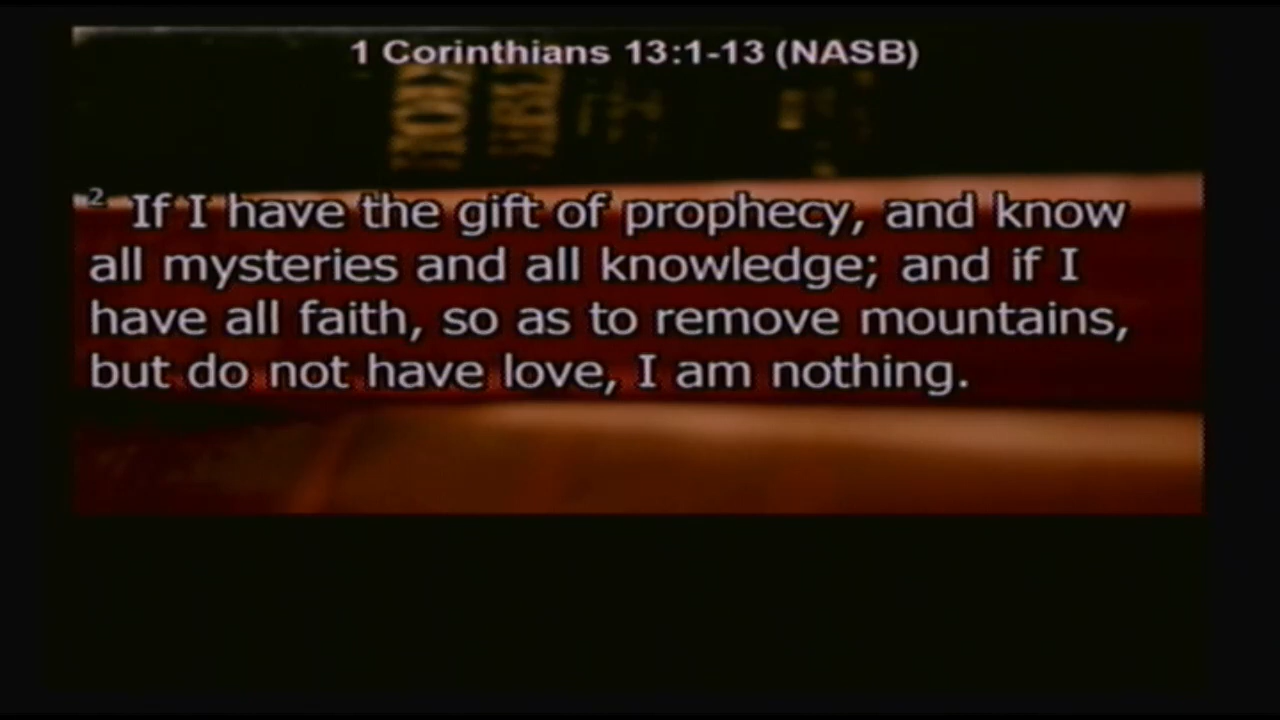 1 Corinthians 13:1-13 (NASB)
2 If I have the gift of prophecy, and know
all mysteries and all knowledge; and if I
have all faith, so as to remove mountains,
but do not have love, I am nothing.